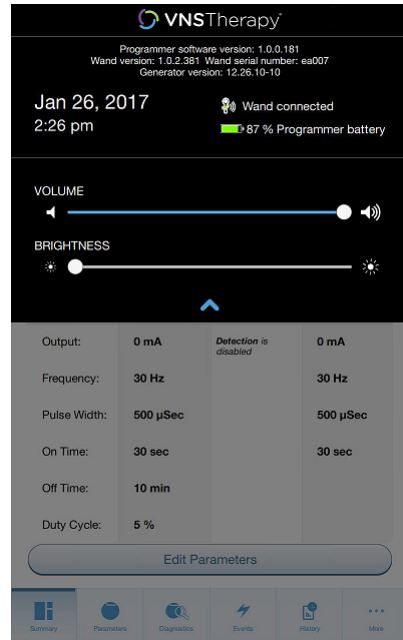 VNSTherapy
Programmer software version: 1.0.0.181
Wand version: 1.0.2.381 Wand serial number: ea007
Generator version: 12.26.10-10
Jan 26, 2017
Wand connected
2:26 pm
87 % Programmer battery
VOLUME
BRIGHTNESS
Output: 0 mA Detection is disabled 0 mA
Frequency: 30 Hz 30 Hz
Pulse Width: 500 µSec 500 µSec
On Time: 30 sec 30 sec
Off Time: 10 min
Duty Cycle: 5 %
Edit Parameters
Summary Parameters Diagnostics Events History More